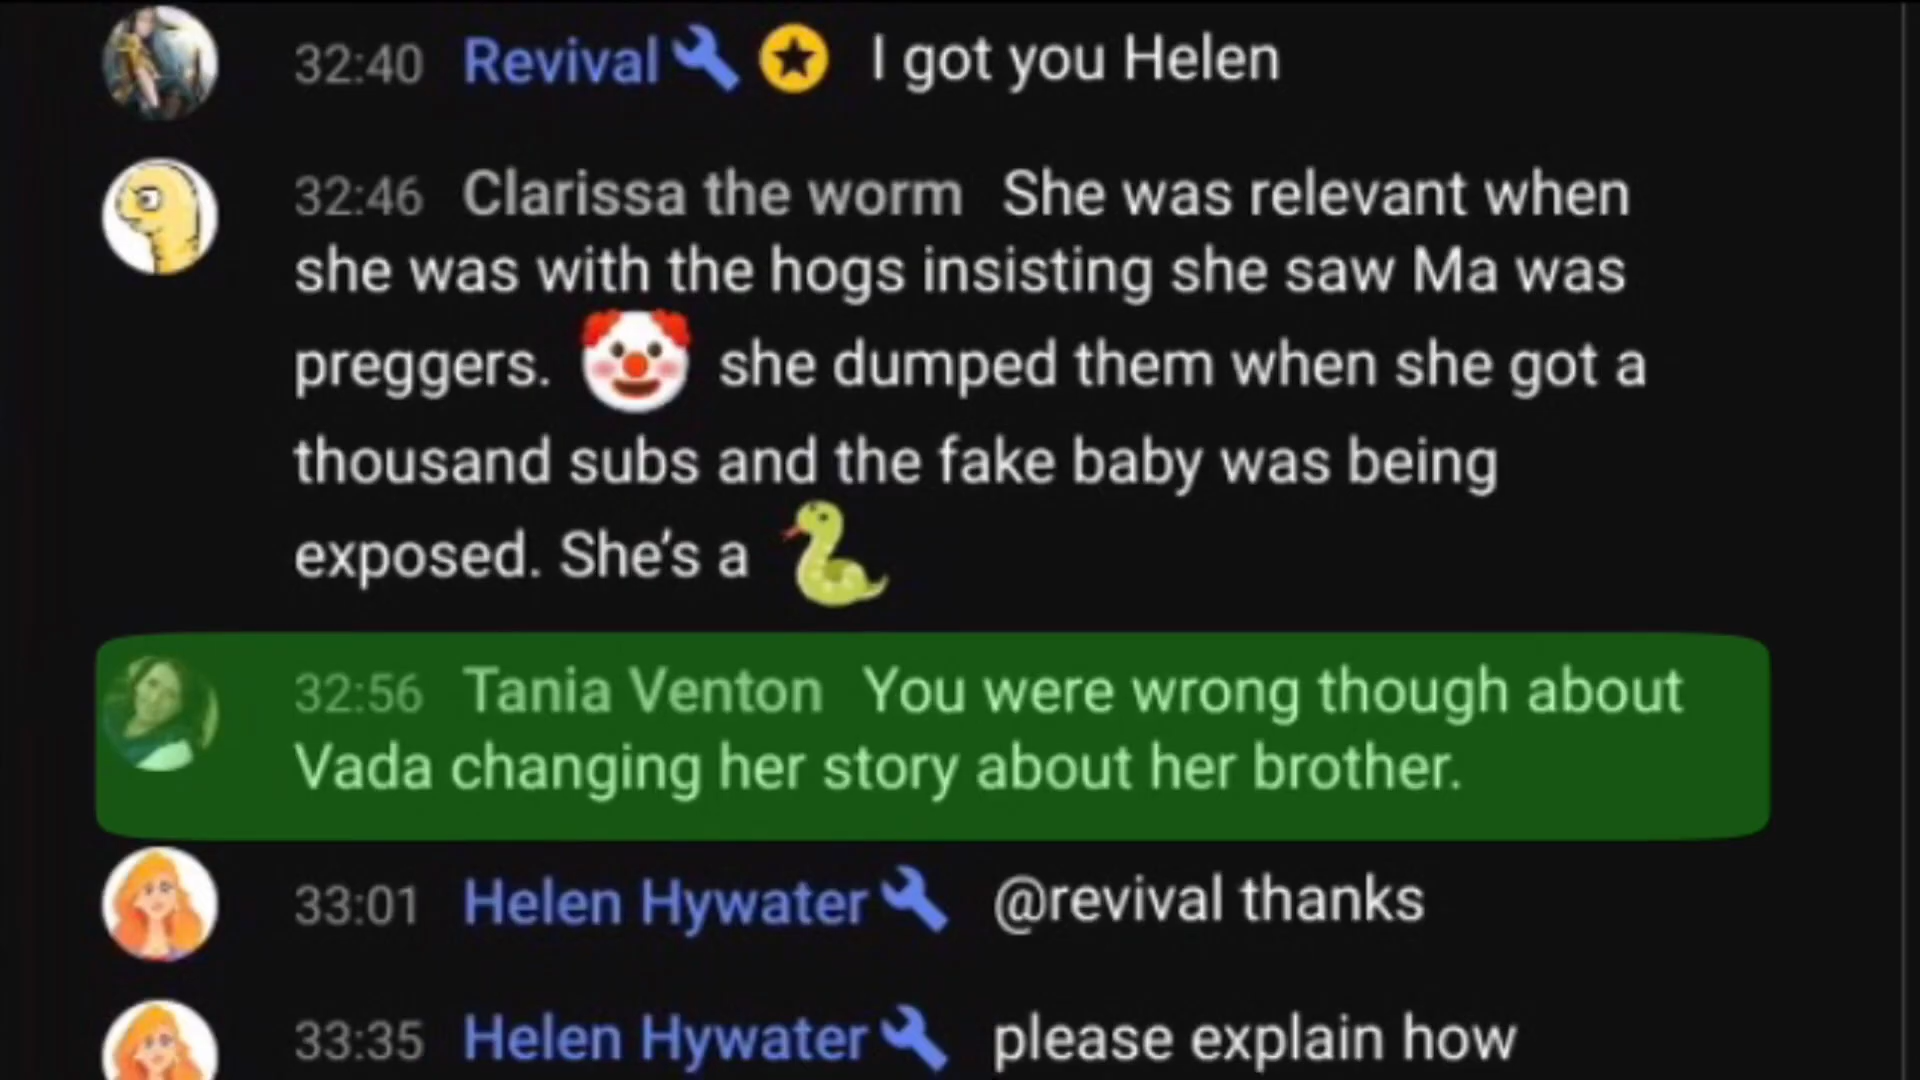 32:40 Revival I got you Helen
32:46 Clarissa the worm She was relevant when
she was with the hogs insisting she saw Ma was
preggers. 🤡 she dumped them when she got a
thousand subs and the fake baby was being
exposed. She's a 🐍
32:56 Tania Venton You were wrong though about
Vada changing her story about her brother.
33:01 Helen Hywater @revival thanks
33:35 Helen Hywater please explain how